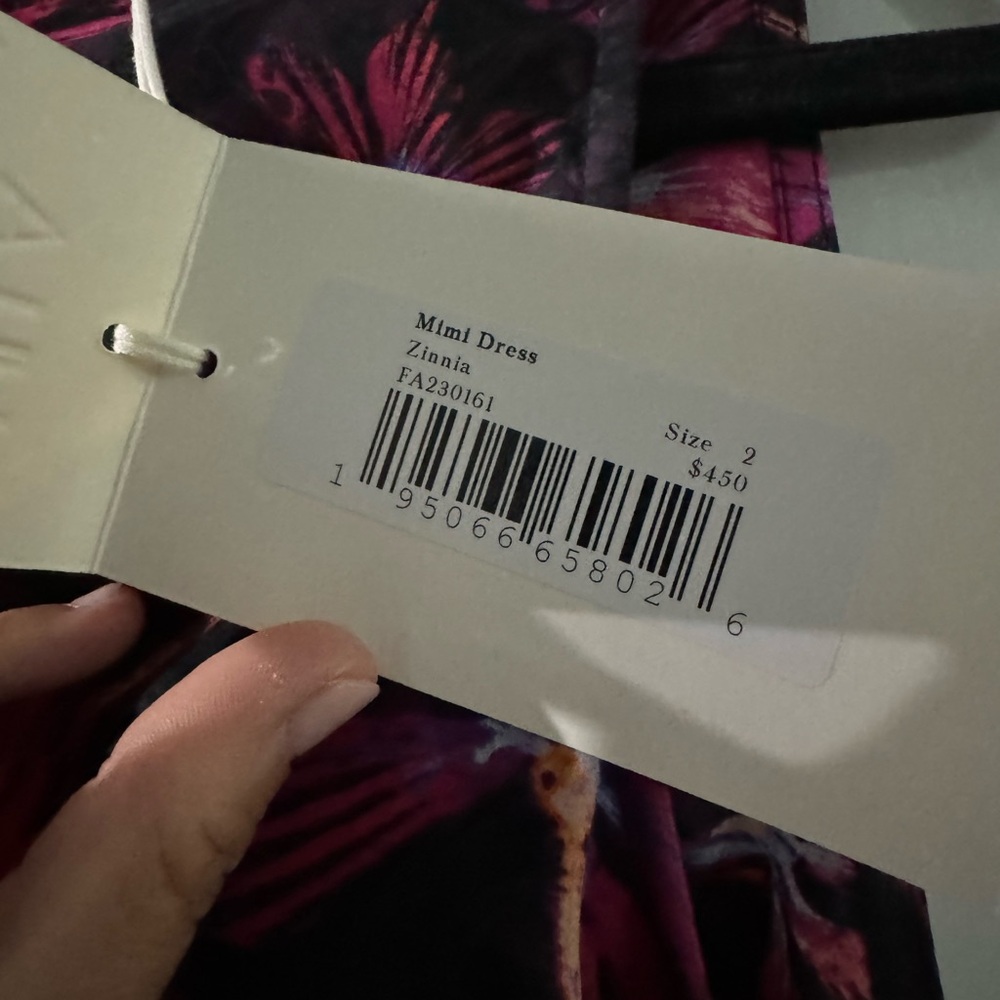 Mimi Dress
Zinnia
FA230161
Size 2
$450
1 95066 65802 6